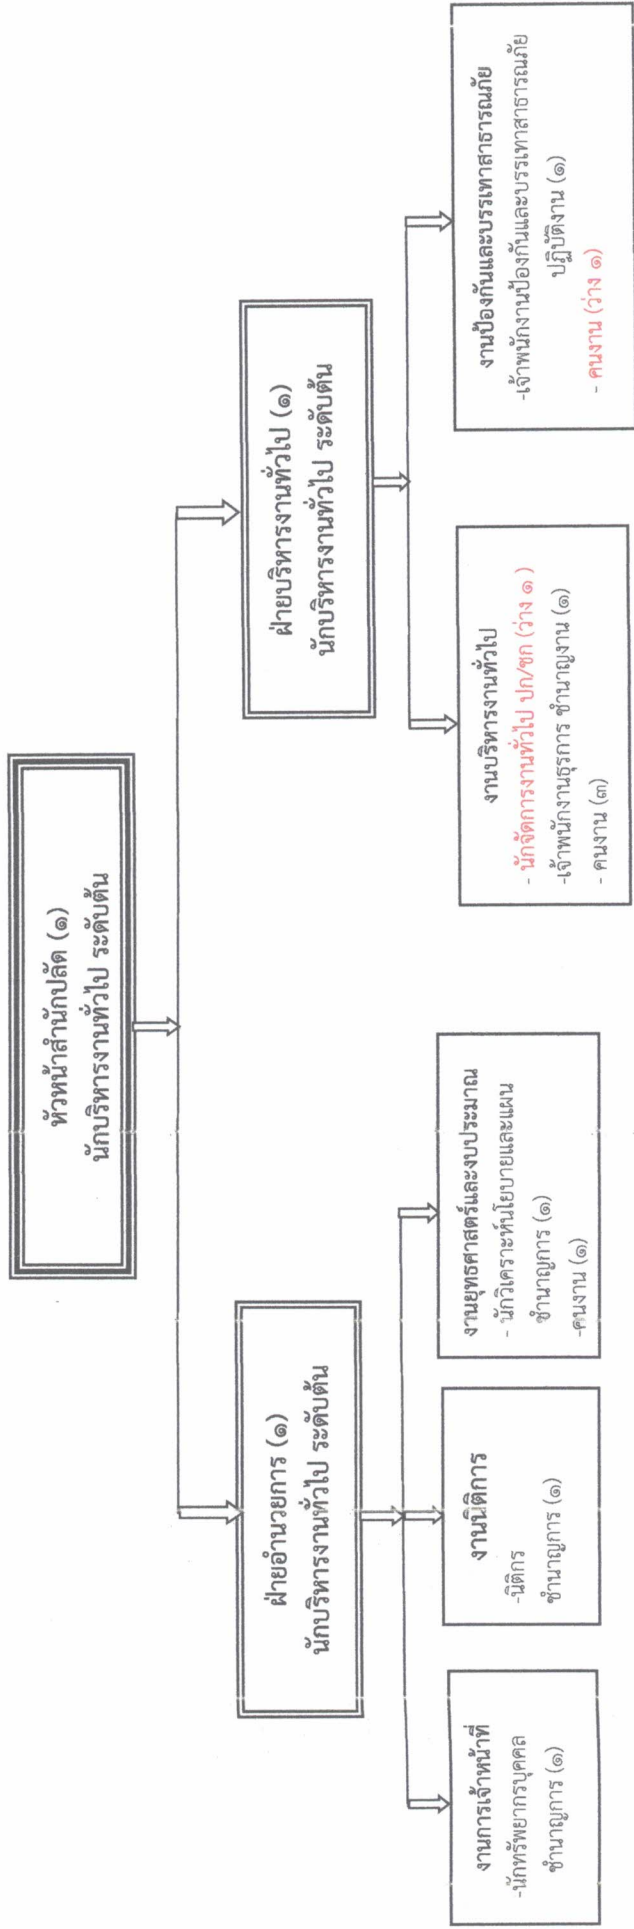 หัวหน้าสำนักปลัด (๑)
นักบริหารงานทั่วไป ระดับต้น
ฝ่ายอำนวยการ (๑)
นักบริหารงานทั่วไป ระดับต้น
ฝ่ายบริหารงานทั่วไป (๑)
นักบริหารงานทั่วไป ระดับต้น
งานการเจ้าหน้าที่
-นักทรัพยากรบุคคล
ชำนาญการ (๑)
งานนิติการ
-นิติกร
ชำนาญการ (๑)
งานยุทธศาสตร์และงบประมาณ
- นักวิเคราะห์นโยบายและแผน
ชำนาญการ (๑)
-คนงาน (๑)
งานบริหารงานทั่วไป
- นักจัดการงานทั่วไป ปก/ชก (ว่าง ๑ )
-เจ้าพนักงานธุรการ ชำนาญงาน (๑)
- คนงาน (๓)
งานป้องกันและบรรเทาสาธารณภัย
-เจ้าพนักงานป้องกันและบรรเทาสาธารณภัย
ปฏิบัติงาน (๑)
- คนงาน (ว่าง ๑)